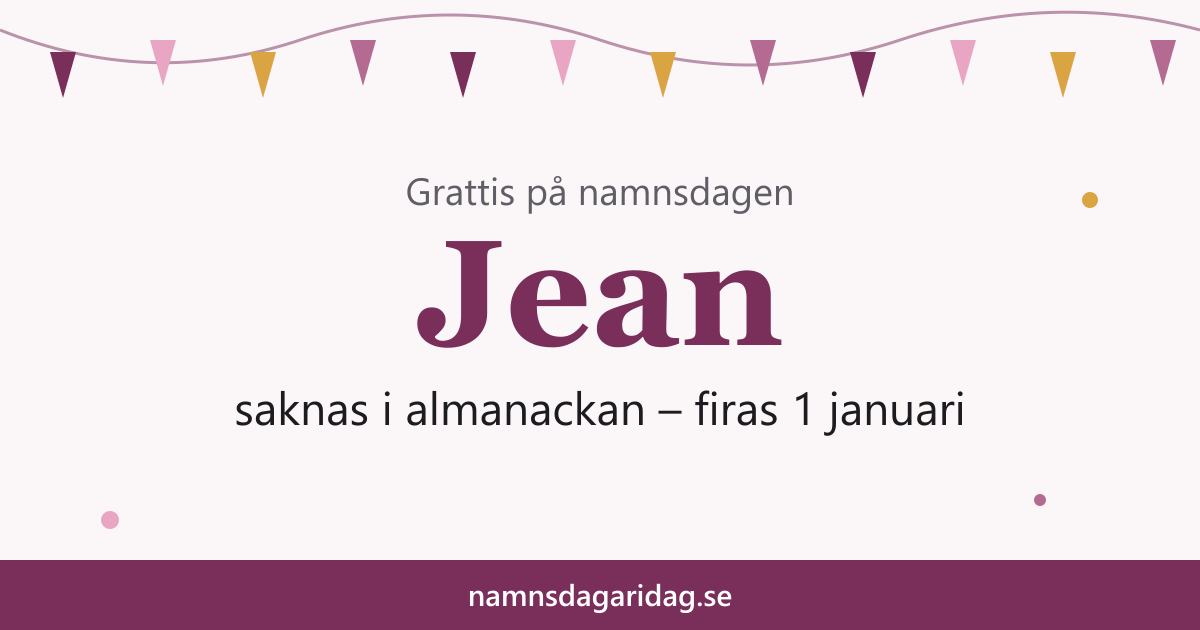 Grattis på namnsdagen
Jean
saknas i almanackan – firas 1 januari
namnsdagaridag.se